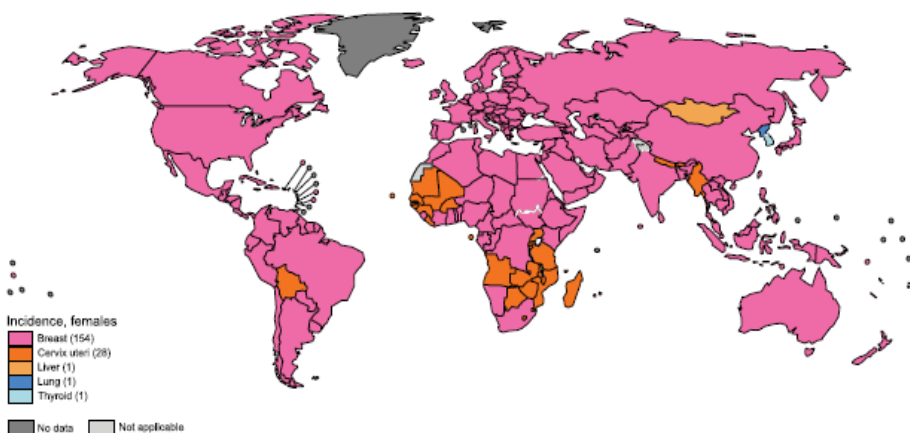 Incidence, females
Breast (154)
Cervix uteri (28)
Liver (1)
Lung (1)
Thyroid (1)
No data Not applicable